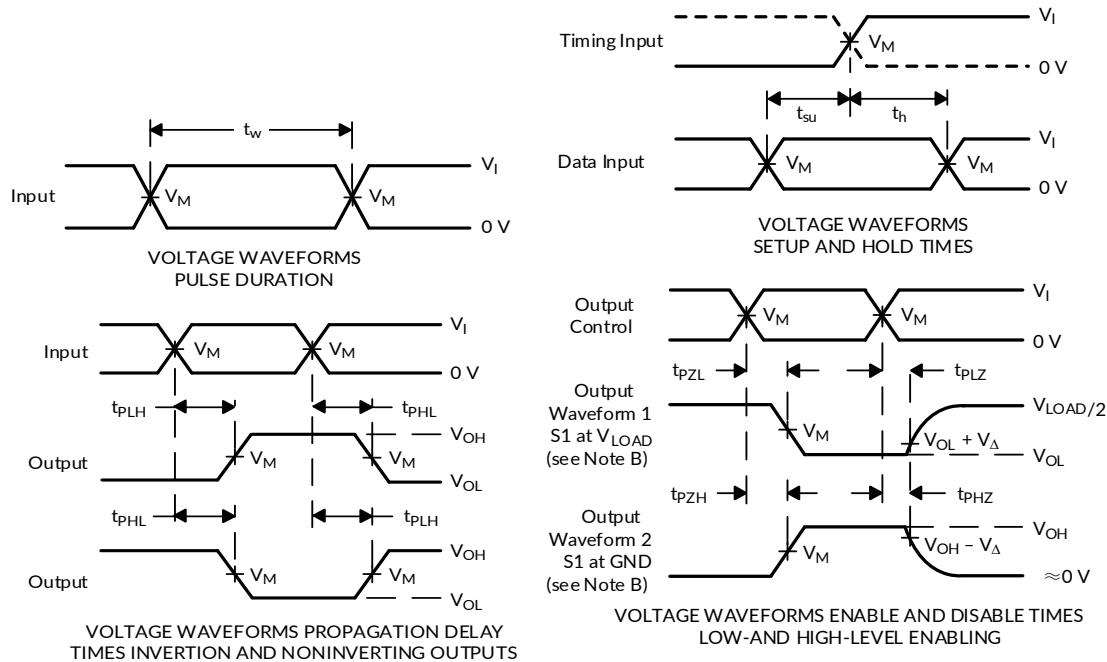 t_w
V_I
Input
V_M
V_M
0 V
VOLTAGE WAVEFORMS
PULSE DURATION
V_I
Timing Input
V_M
0 V
t_su
t_h
V_I
Data Input
V_M
V_M
0 V
VOLTAGE WAVEFORMS
SETUP AND HOLD TIMES
V_I
Input
V_M
V_M
0 V
t_PLH
t_PHL
V_OH
Output
V_M
V_M
V_OL
t_PHL
t_PLH
V_OH
Output
V_M
V_M
V_OL
VOLTAGE WAVEFORMS PROPAGATION DELAY
TIMES INVERTION AND NONINVERTING OUTPUTS
Output
Control
V_I
V_M
V_M
0 V
t_PZL
t_PLZ
Output
Waveform 1
S1 at V_LOAD
(see Note B)
V_LOAD/2
V_M
V_OL + V_Δ
V_OL
t_PZH
t_PHZ
Output
Waveform 2
S1 at GND
(see Note B)
V_OH
V_M
V_OH – V_Δ
≈0 V
VOLTAGE WAVEFORMS ENABLE AND DISABLE TIMES
LOW-AND HIGH-LEVEL ENABLING